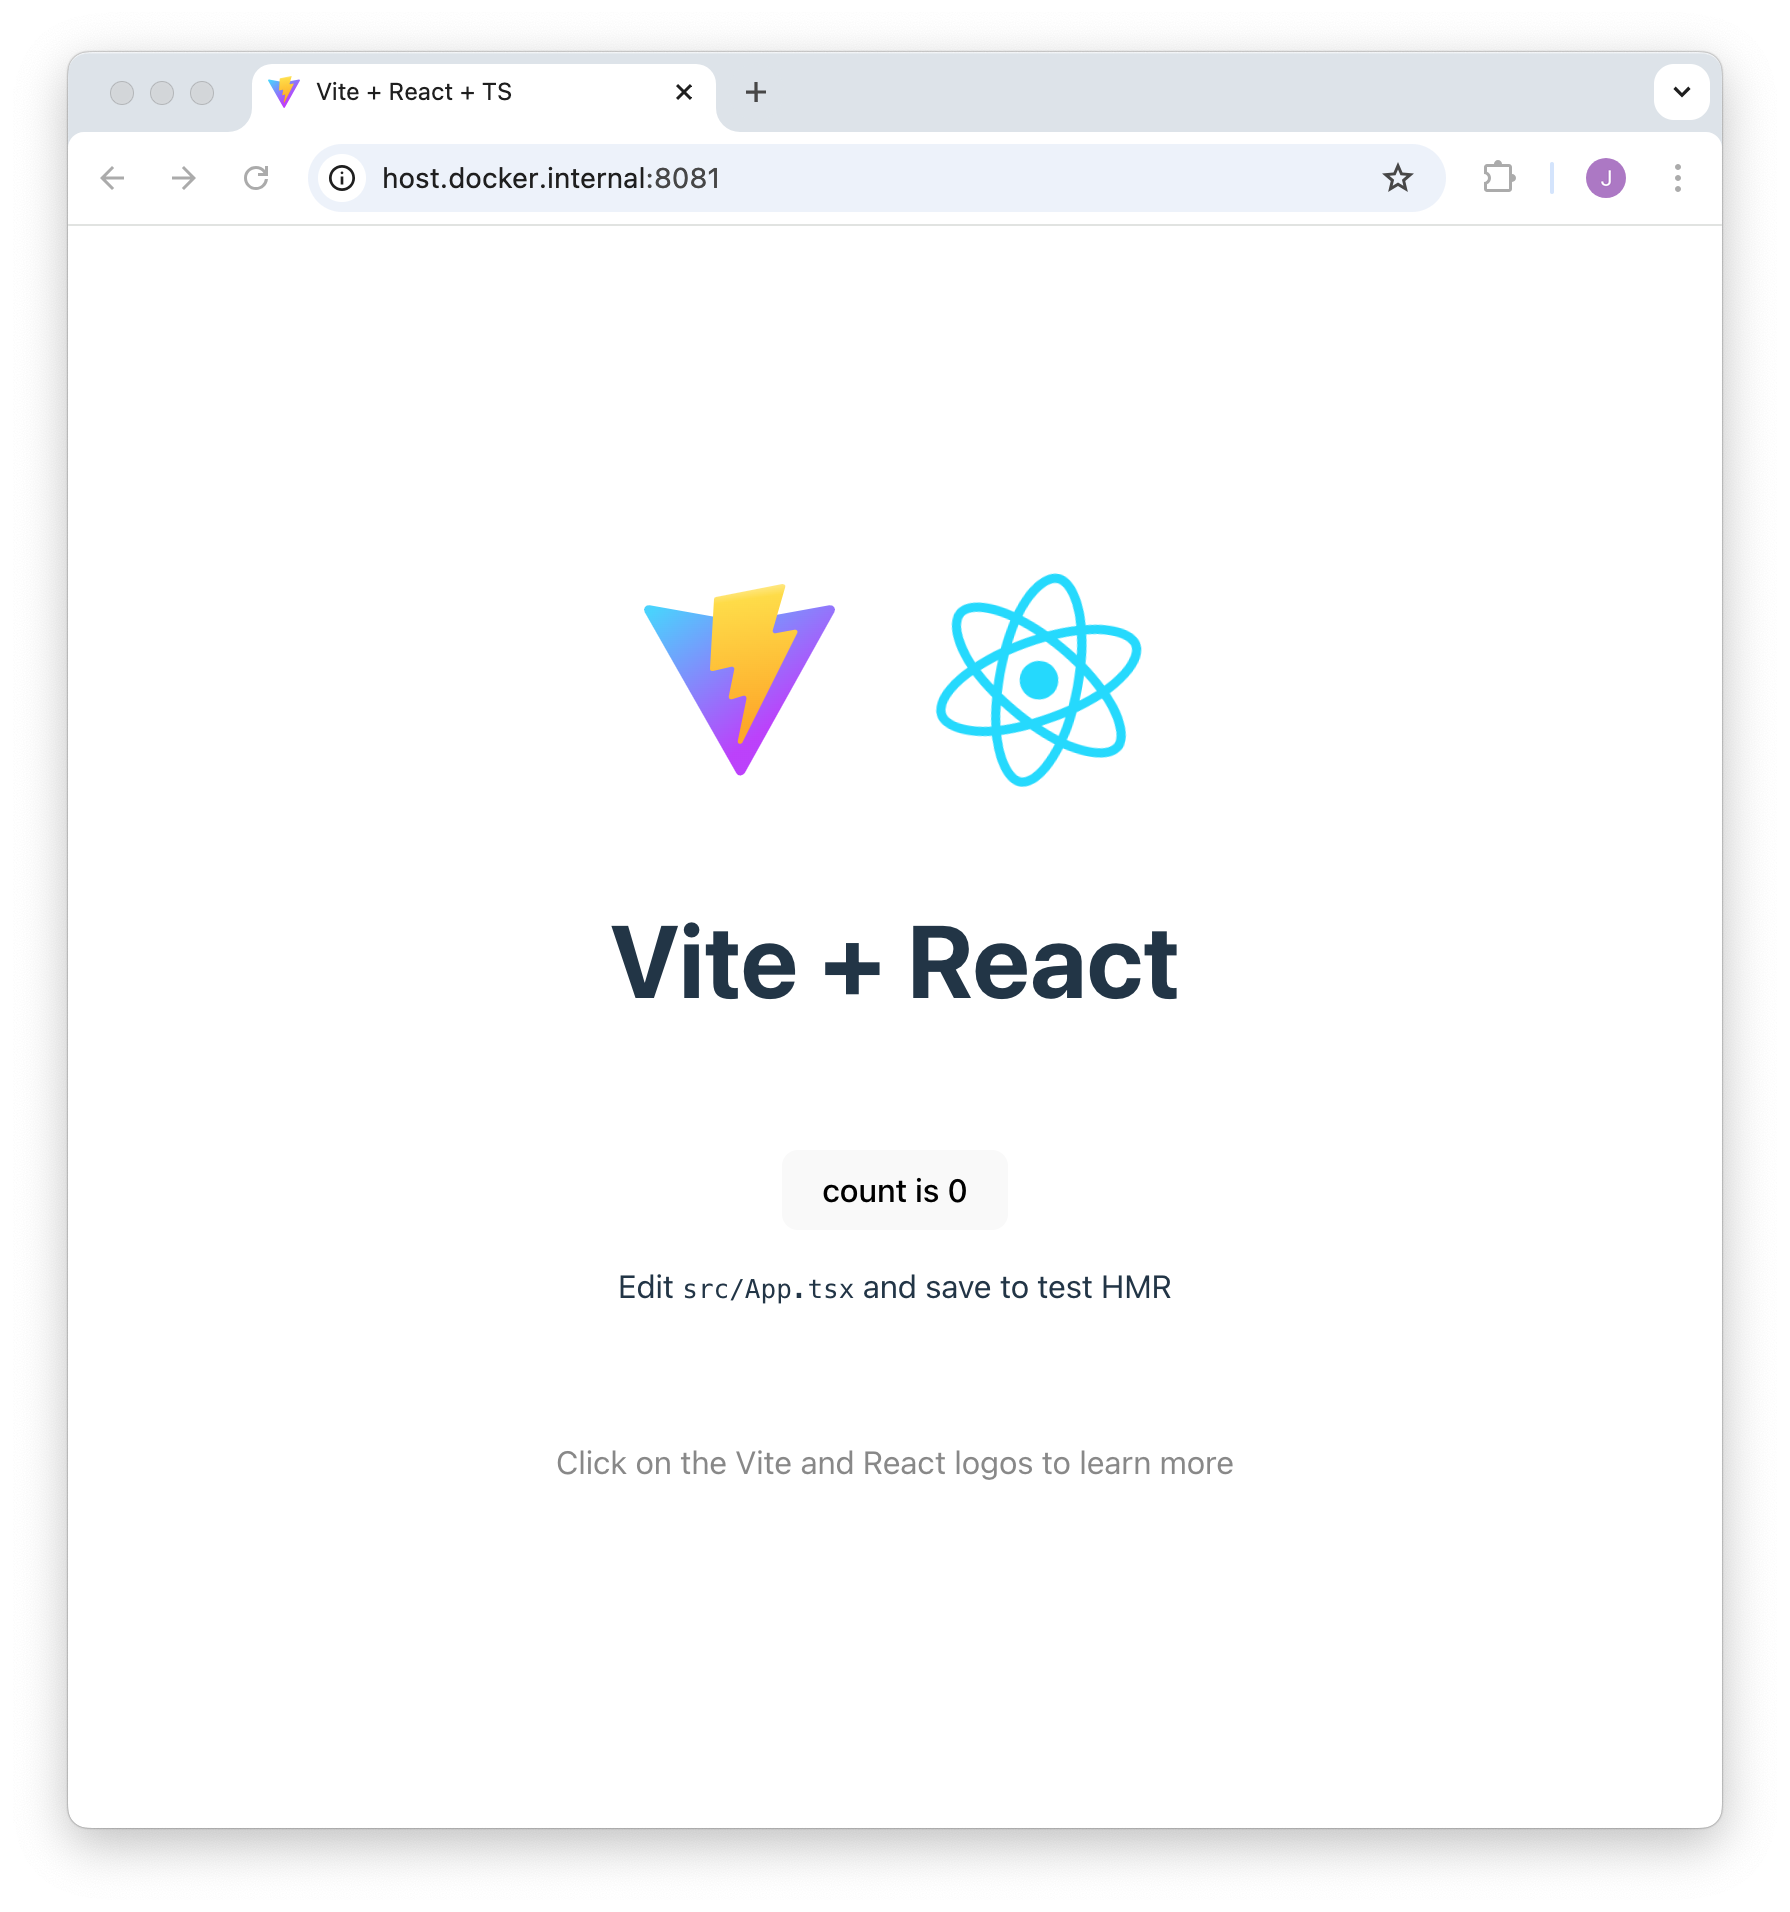 Vite + React + TS
host.docker.internal:8081
J
Vite + React
count is 0
Edit src/App.tsx and save to test HMR
Click on the Vite and React logos to learn more